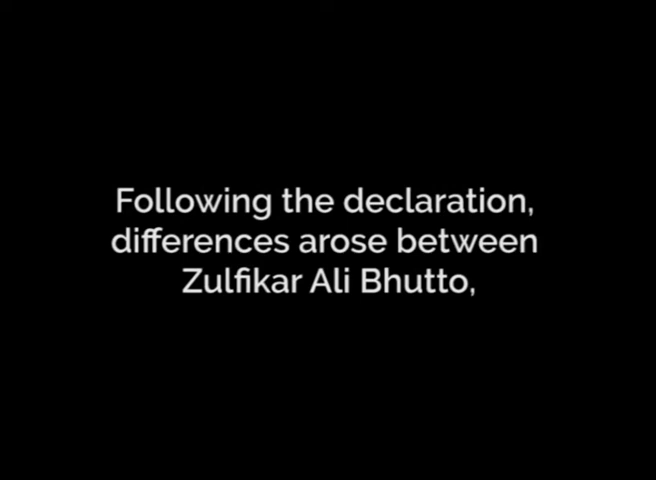 Following the declaration,
differences arose between
Zulfikar Ali Bhutto,